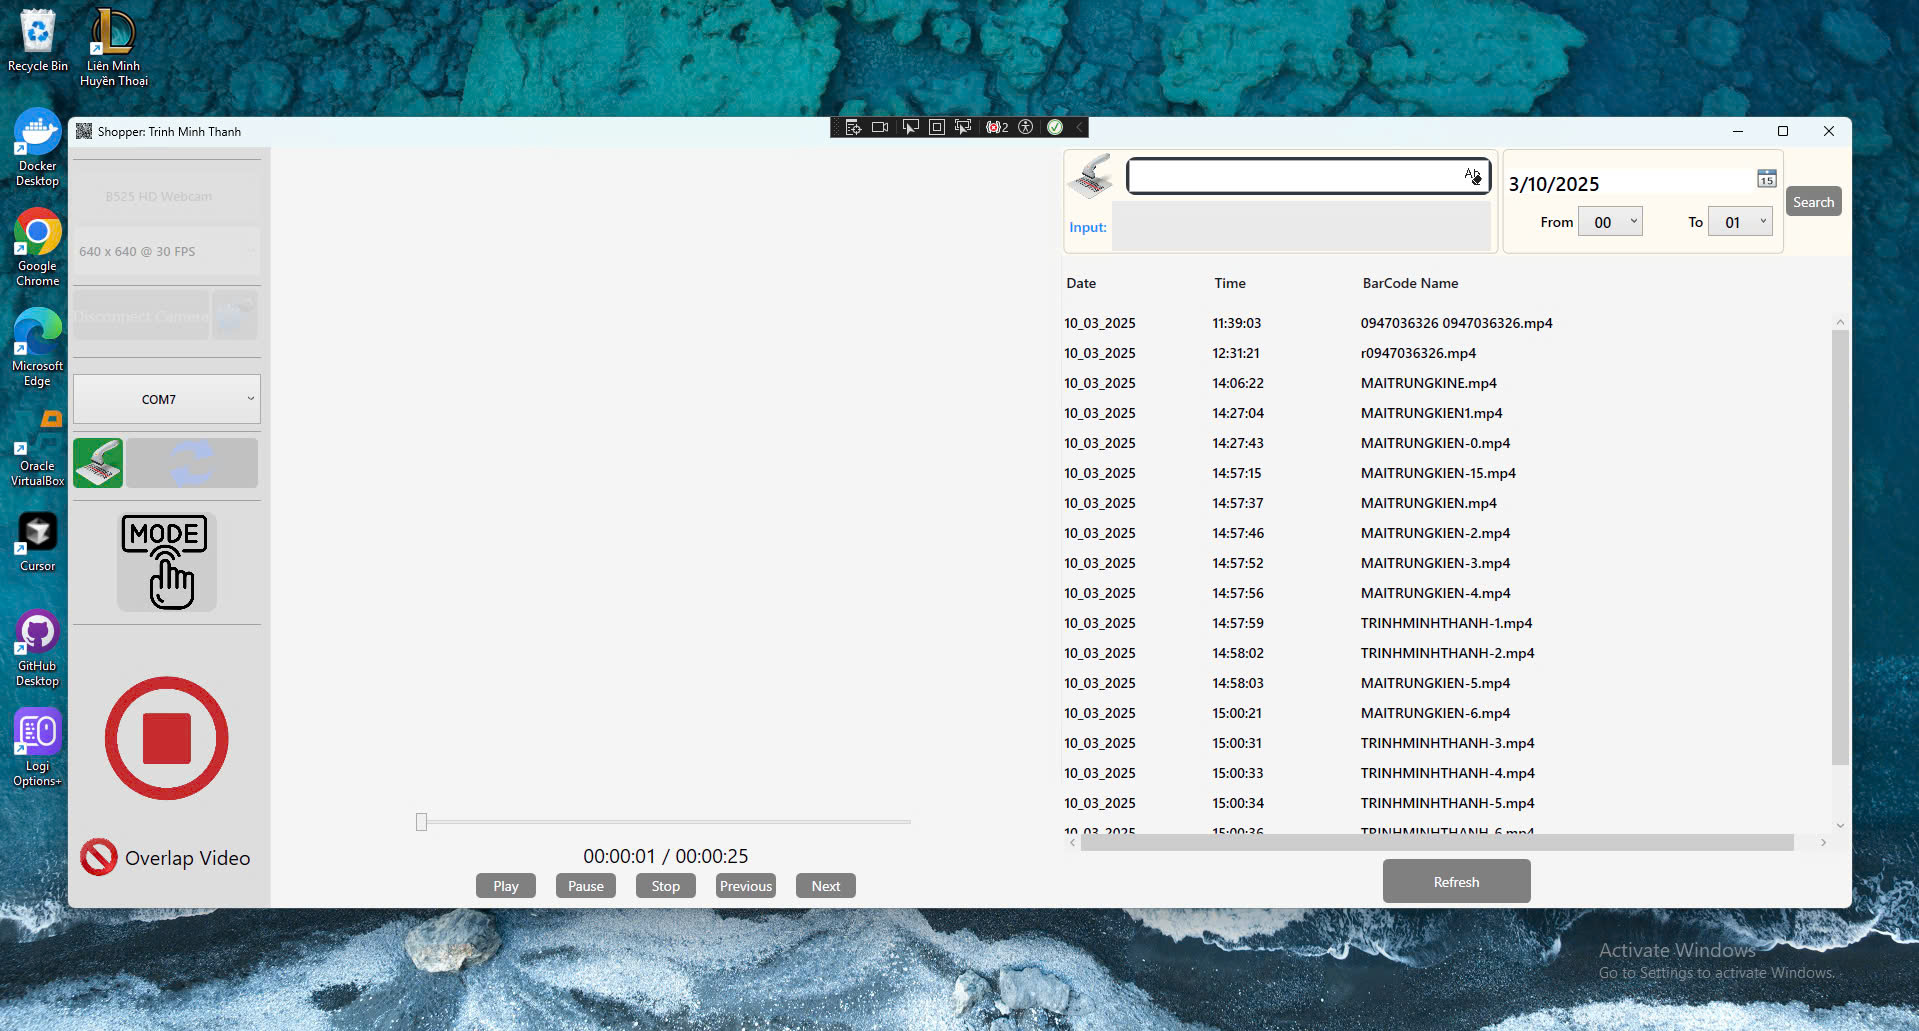 Recycle Bin
Liên Minh
Huyền Thoại
Docker
Desktop
Google
Chrome
Microsoft
Edge
Oracle
VirtualBox
Cursor
GitHub
Desktop
Logi
Options+
Shopper: Trinh Minh Thanh
2
B525 HD Webcam
640 x 640 @ 30 FPS
Disconnect Camera
COM7
MODE
Overlap Video
00:00:01 / 00:00:25
Play Pause Stop Previous Next
Input:
3/10/2025
15
From 00 To 01
Search
Date Time BarCode Name
10_03_2025 11:39:03 0947036326 0947036326.mp4
10_03_2025 12:31:21 r0947036326.mp4
10_03_2025 14:06:22 MAITRUNGKINE.mp4
10_03_2025 14:27:04 MAITRUNGKIEN1.mp4
10_03_2025 14:27:43 MAITRUNGKIEN-0.mp4
10_03_2025 14:57:15 MAITRUNGKIEN-15.mp4
10_03_2025 14:57:37 MAITRUNGKIEN.mp4
10_03_2025 14:57:46 MAITRUNGKIEN-2.mp4
10_03_2025 14:57:52 MAITRUNGKIEN-3.mp4
10_03_2025 14:57:56 MAITRUNGKIEN-4.mp4
10_03_2025 14:57:59 TRINHMINHTHANH-1.mp4
10_03_2025 14:58:02 TRINHMINHTHANH-2.mp4
10_03_2025 14:58:03 MAITRUNGKIEN-5.mp4
10_03_2025 15:00:21 MAITRUNGKIEN-6.mp4
10_03_2025 15:00:31 TRINHMINHTHANH-3.mp4
10_03_2025 15:00:33 TRINHMINHTHANH-4.mp4
10_03_2025 15:00:34 TRINHMINHTHANH-5.mp4
10_03_2025 15:00:36 TRINHMINHTHANH-6.mp4
Refresh
Activate Windows
Go to Settings to activate Windows.